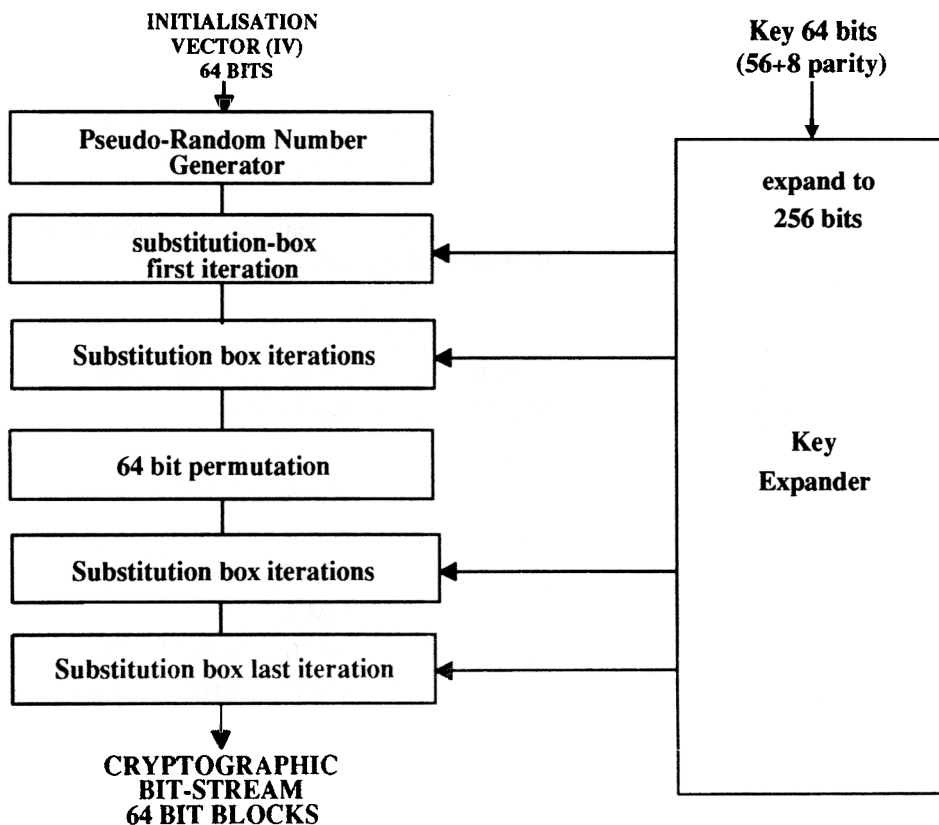 INITIALISATION
VECTOR (IV)
64 BITS
Pseudo-Random Number
Generator
substitution-box
first iteration
Substitution box iterations
64 bit permutation
Substitution box iterations
Substitution box last iteration
CRYPTOGRAPHIC
BIT-STREAM
64 BIT BLOCKS
Key 64 bits
(56+8 parity)
expand to
256 bits
Key
Expander